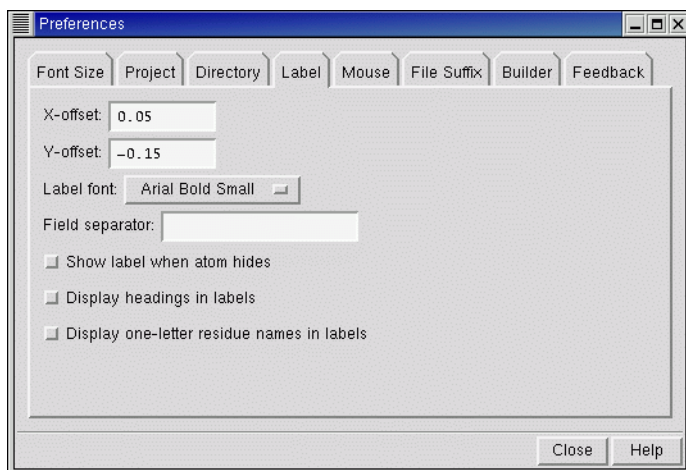 Preferences
Font Size Project Directory Label Mouse File Suffix Builder Feedback
X-offset: 0.05
Y-offset: -0.15
Label font: Arial Bold Small
Field separator:
Show label when atom hides
Display headings in labels
Display one-letter residue names in labels
Close Help